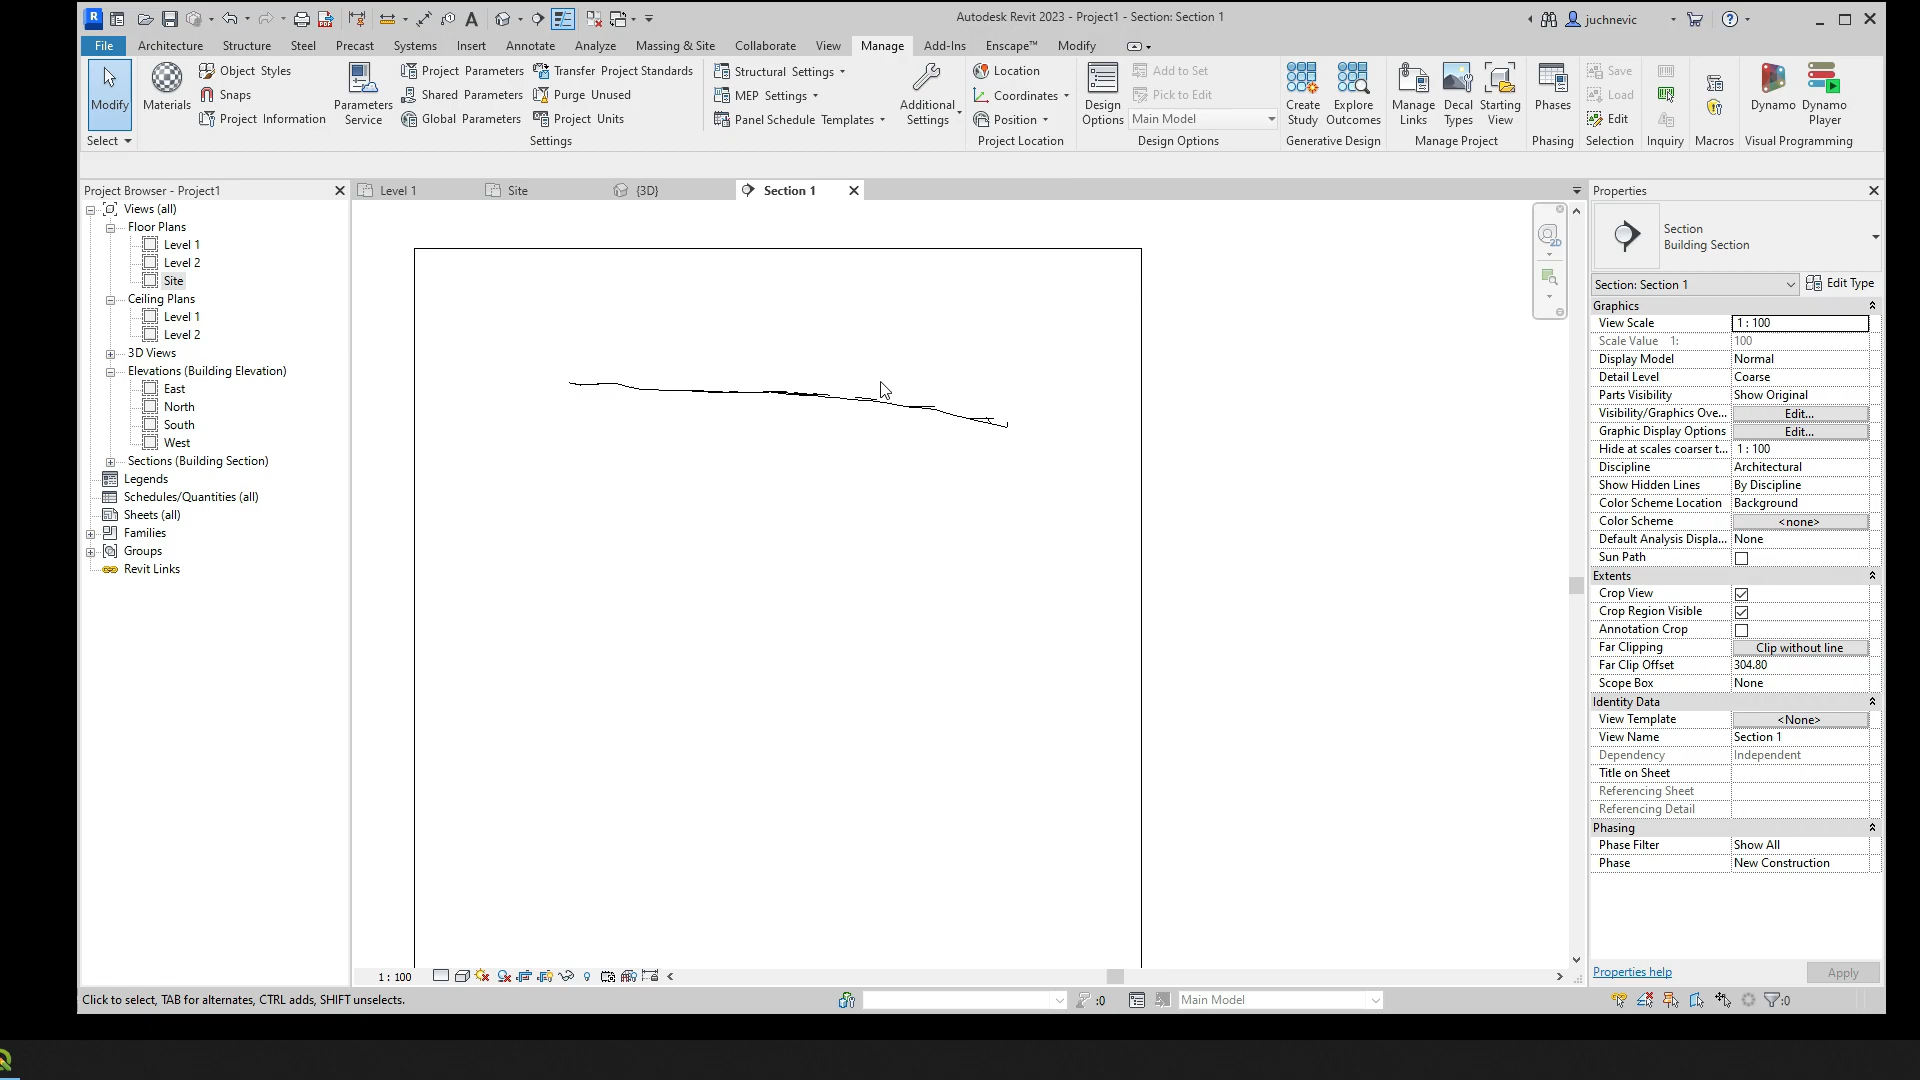 Autodesk Revit 2023 - Project1 - Section: Section 1
juchnevic
File Architecture Structure Steel Precast Systems Insert Annotate Analyze Massing & Site Collaborate View Manage Add-Ins Enscape™ Modify
Modify
Select
Materials
Object Styles
Snaps
Project Information
Parameters Service
Project Parameters
Shared Parameters
Global Parameters
Transfer Project Standards
Purge Unused
Project Units
Settings
Structural Settings
MEP Settings
Panel Schedule Templates
Additional Settings
Location
Coordinates
Position
Project Location
Design Options
Add to Set
Pick to Edit
Main Model
Design Options
Create Study
Explore Outcomes
Generative Design
Manage Links
Decal Types
Starting View
Manage Project
Phases
Phasing
Save
Load
Edit
Selection
Inquiry
Macros
Dynamo
Dynamo Player
Visual Programming
Project Browser - Project1
Views (all)
Floor Plans
Level 1
Level 2
Site
Ceiling Plans
Level 1
Level 2
3D Views
Elevations (Building Elevation)
East
North
South
West
Sections (Building Section)
Legends
Schedules/Quantities (all)
Sheets (all)
Families
Groups
Revit Links
Level 1
Site
{3D}
Section 1
2D
Properties
Section
Building Section
Section: Section 1
Edit Type
Graphics
View Scale 1 : 100
Scale Value 1: 100
Display Model Normal
Detail Level Coarse
Parts Visibility Show Original
Visibility/Graphics Ove... Edit...
Graphic Display Options Edit...
Hide at scales coarser t... 1 : 100
Discipline Architectural
Show Hidden Lines By Discipline
Color Scheme Location Background
Color Scheme <none>
Default Analysis Displa... None
Sun Path
Extents
Crop View
Crop Region Visible
Annotation Crop
Far Clipping Clip without line
Far Clip Offset 304.80
Scope Box None
Identity Data
View Template <None>
View Name Section 1
Dependency Independent
Title on Sheet
Referencing Sheet
Referencing Detail
Phasing
Phase Filter Show All
Phase New Construction
Properties help
Apply
1 : 100
Click to select, TAB for alternates, CTRL adds, SHIFT unselects.
:0
Main Model
:0